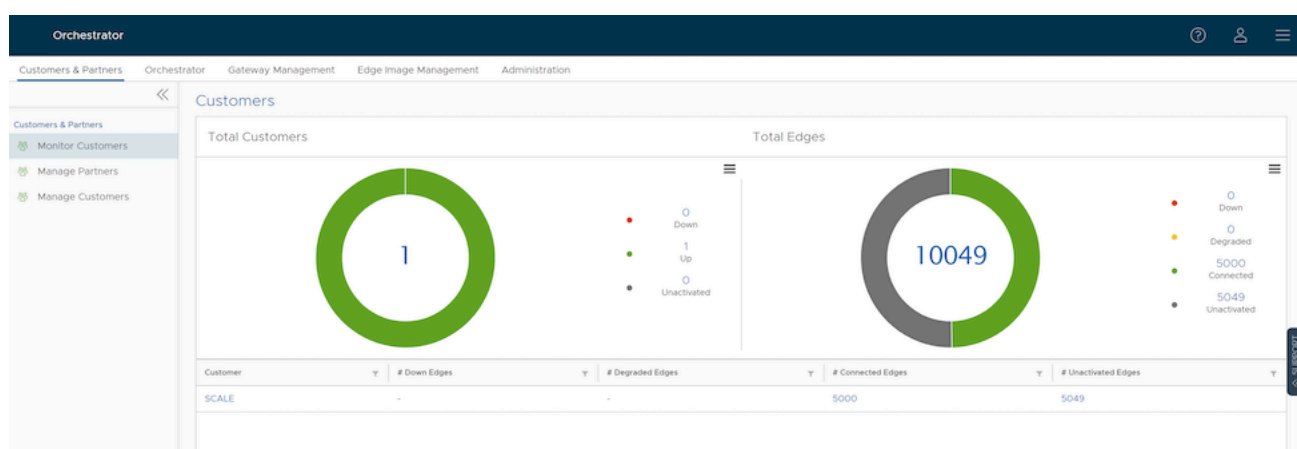 Orchestrator
Customers & Partners Orchestrator Gateway Management Edge Image Management Administration
Customers & Partners
Monitor Customers
Manage Partners
Manage Customers
Customers
Total Customers
1
0
Down
1
Up
0
Unactivated
Total Edges
10049
0
Down
0
Degraded
5000
Connected
5049
Unactivated
Customer # Down Edges # Degraded Edges # Connected Edges # Unactivated Edges
SCALE - - 5000 5049